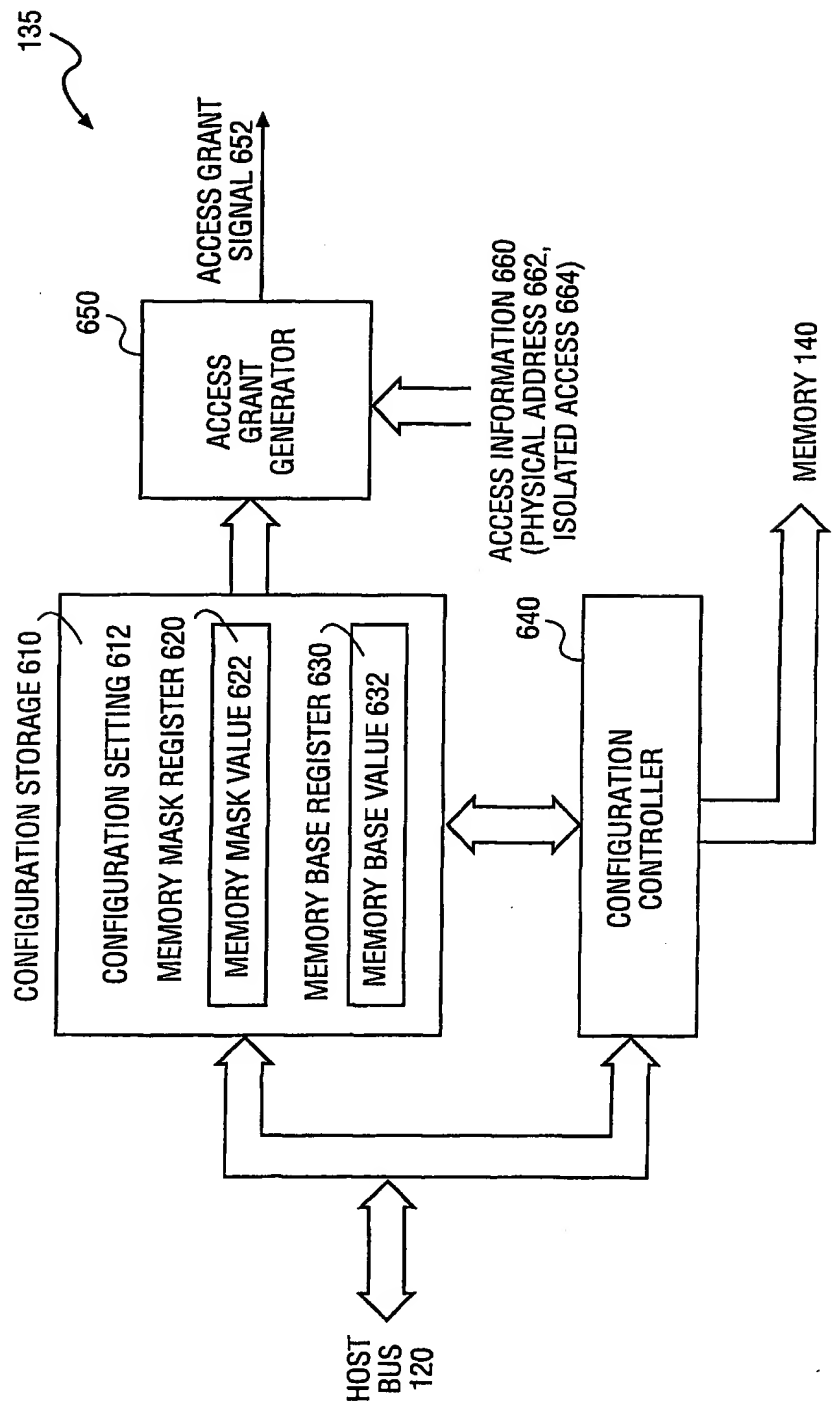 135
CONFIGURATION STORAGE 610
CONFIGURATION SETTING 612
MEMORY MASK REGISTER 620
MEMORY MASK VALUE 622
MEMORY BASE REGISTER 630
MEMORY BASE VALUE 632
650
ACCESS
GRANT
GENERATOR
ACCESS GRANT
SIGNAL 652
ACCESS INFORMATION 660
(PHYSICAL ADDRESS 662,
ISOLATED ACCESS 664)
HOST
BUS
120
640
CONFIGURATION
CONTROLLER
MEMORY 140